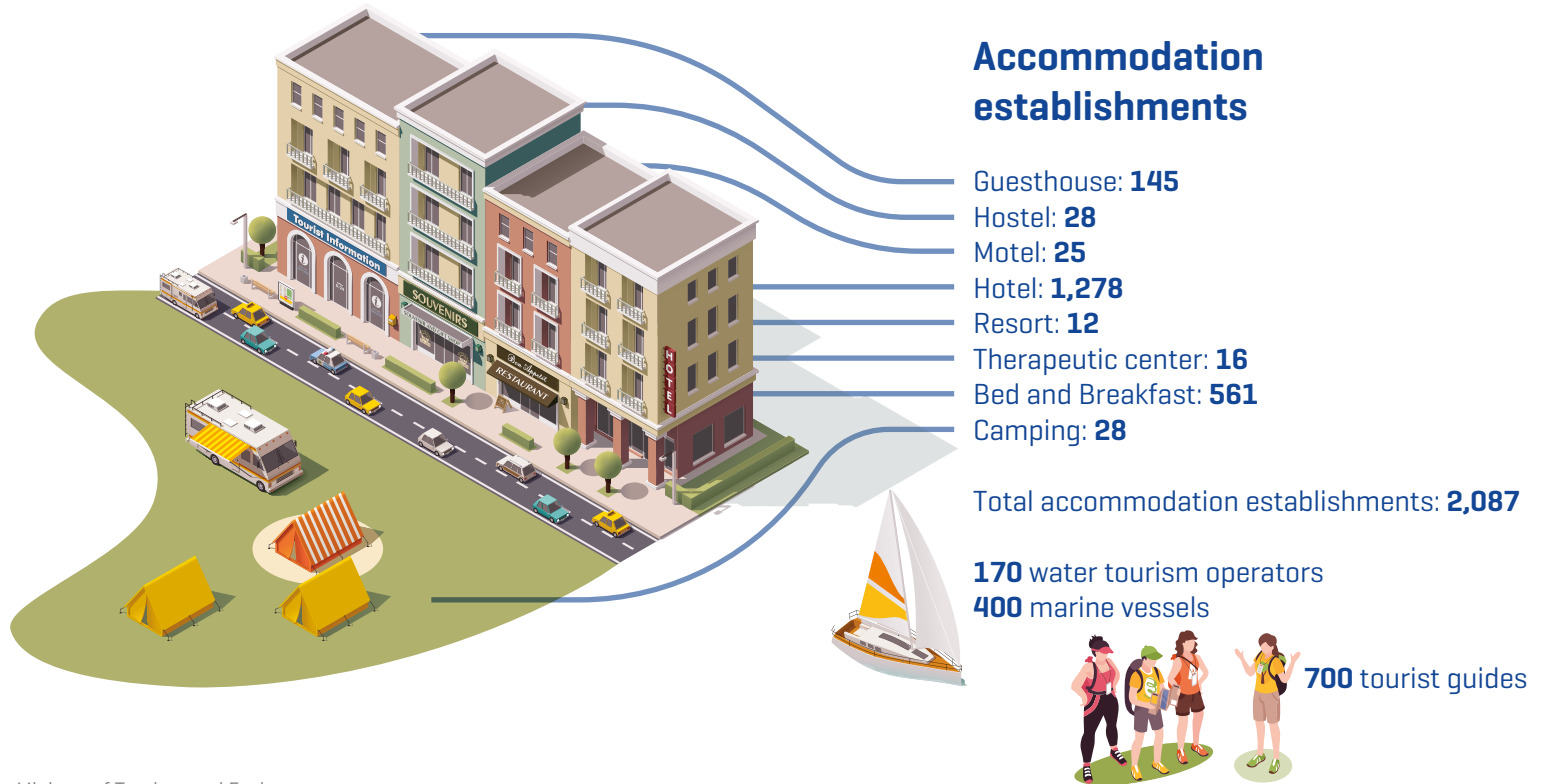 Accommodation
establishments
Guesthouse: 145
Hostel: 28
Motel: 25
Hotel: 1,278
Resort: 12
Therapeutic center: 16
Bed and Breakfast: 561
Camping: 28
Total accommodation establishments: 2,087
170 water tourism operators
400 marine vessels
700 tourist guides
Tourist Information
SOUVENIRS
Bon Appetit
RESTAURANT
HOTEL